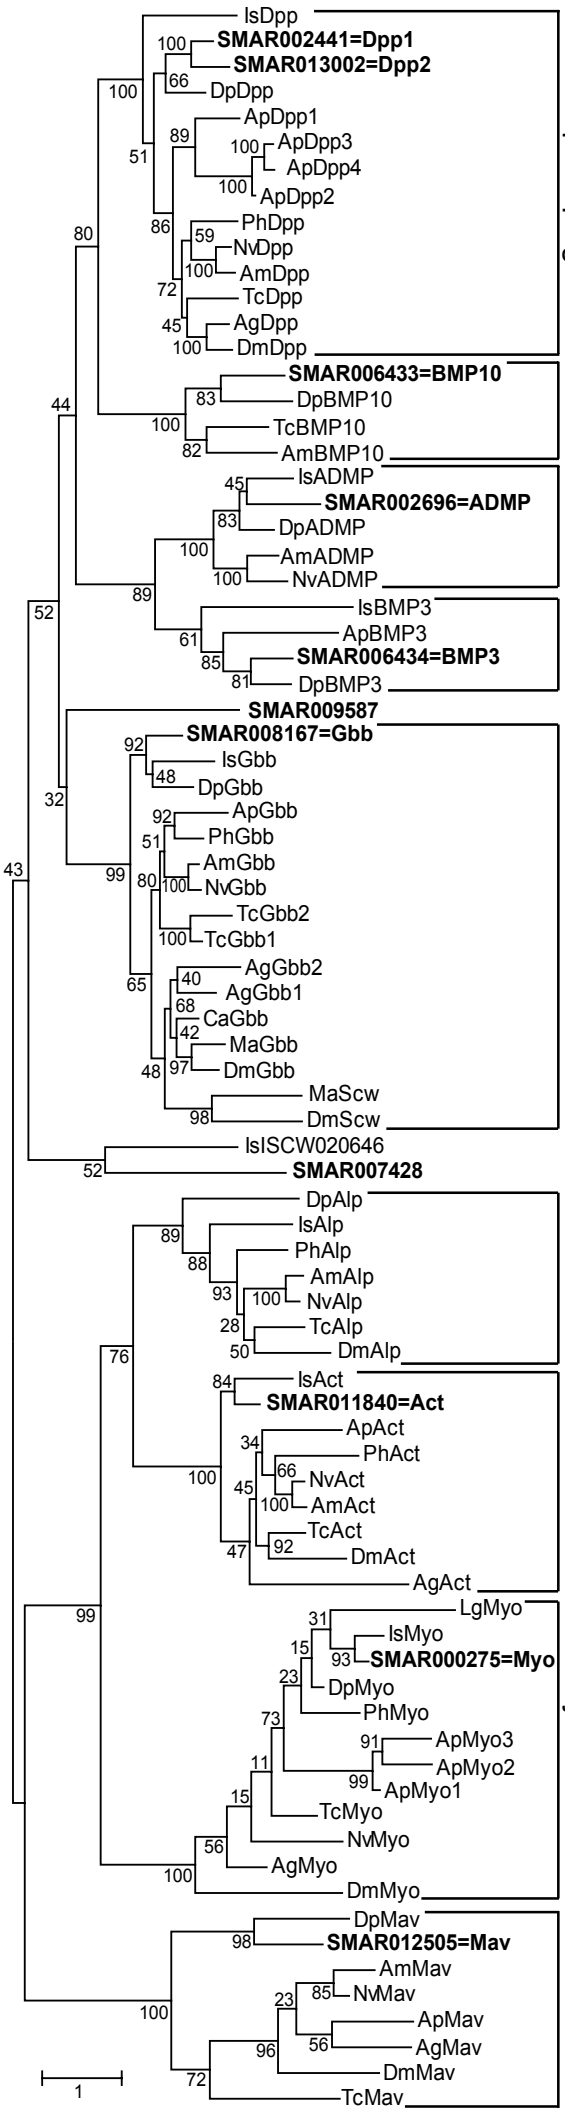 IsDpp
100
SMAR002441=Dpp1
SMAR013002=Dpp2
66
100
DpDpp
ApDpp1
89
100
ApDpp3
51
ApDpp4
100
ApDpp2
86
PhDpp
59
80
NvDpp
100
AmDpp
72
TcDpp
45
AgDpp
100
DmDpp
SMAR006433=BMP10
83
DpBMP10
44
100
TcBMP10
82
AmBMP10
IsADMP
45
SMAR002696=ADMP
83
DpADMP
100
AmADMP
100
NvADMP
89
52
IsBMP3
61
ApBMP3
85
SMAR006434=BMP3
81
DpBMP3
SMAR009587
SMAR008167=Gbb
92
IsGbb
48
DpGbb
32
92
ApGbb
51
PhGbb
43
99
AmGbb
80
100
NvGbb
TcGbb2
100
TcGbb1
65
AgGbb2
40
AgGbb1
68
CaGbb
42
MaGbb
48
97
DmGbb
MaScw
98
DmScw
IsISCW020646
52
SMAR007428
DpAlp
89
IsAlp
88
PhAlp
93
AmAlp
100
NvAlp
28
TcAlp
76
50
DmAlp
84
IsAct
SMAR011840=Act
34
ApAct
PhAct
100
66
45
NvAct
100
AmAct
TcAct
47
92
DmAct
AgAct
99
31
LgMyo
IsMyo
15
93
SMAR000275=Myo
23
DpMyo
73
PhMyo
91
ApMyo3
11
ApMyo2
99
ApMyo1
15
TcMyo
56
NvMyo
AgMyo
100
DmMyo
DpMav
98
SMAR012505=Mav
AmMav
23
85
NvMav
100
ApMav
56
AgMav
96
DmMav
72
TcMav
1